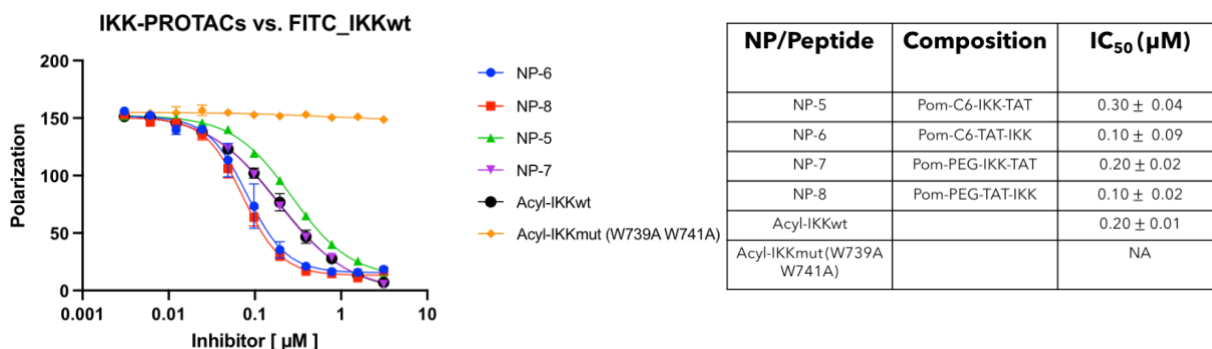 IKK-PROTACs vs. FITC_IKKwt
200
150
100
50
0
Polarization
0.001 0.01 0.1 1 10
Inhibitor [ µM ]
NP-6
NP-8
NP-5
NP-7
Acyl-IKKwt
Acyl-IKKmut (W739A W741A)
NP/Peptide Composition IC₅₀ (µM)
NP-5 Pom-C6-IKK-TAT 0.30 ± 0.04
NP-6 Pom-C6-TAT-IKK 0.10 ± 0.09
NP-7 Pom-PEG-IKK-TAT 0.20 ± 0.02
NP-8 Pom-PEG-TAT-IKK 0.10 ± 0.02
Acyl-IKKwt 0.20 ± 0.01
Acyl-IKKmut (W739A NA
W741A)